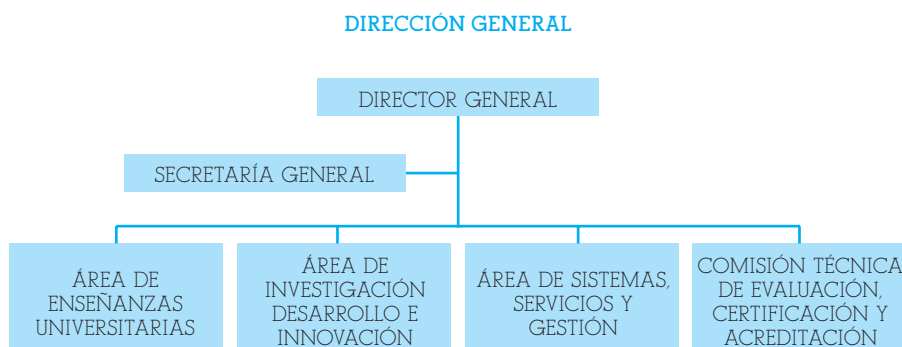 DIRECCIÓN GENERAL
DIRECTOR GENERAL
SECRETARÍA GENERAL
ÁREA DE
ENSEÑANZAS
UNIVERSITARIAS
ÁREA DE
INVESTIGACIÓN
DESARROLLO E
INNOVACIÓN
ÁREA DE SISTEMAS,
SERVICIOS Y
GESTIÓN
COMISIÓN TÉCNICA
DE EVALUACIÓN,
CERTIFICACIÓN Y
ACREDITACIÓN